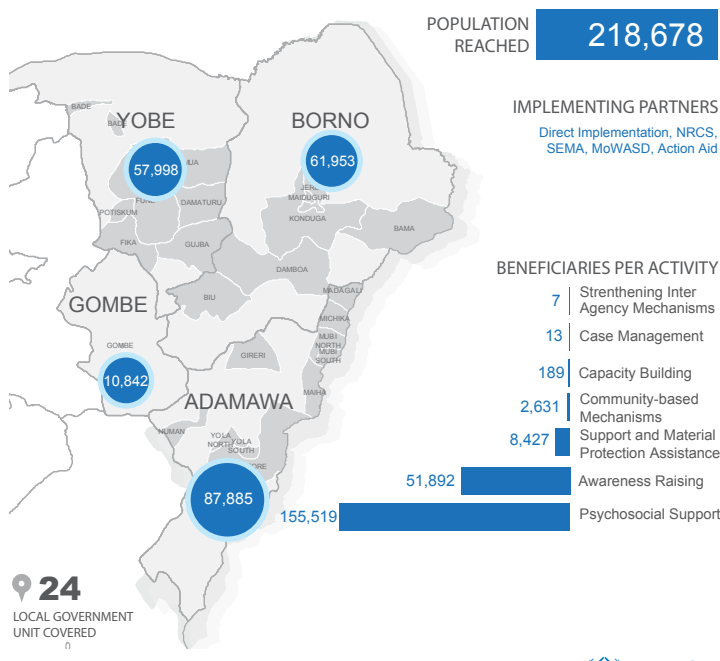 POPULATION
REACHED
218,678
IMPLEMENTING PARTNERS
Direct Implementation, NRCS,
SEMA, MoWASD, Action Aid
BADE
BADE
YOBE
BORNO
57,998
61,953
JERE
MAIDUGURI
POTISKUM
DAMATURU
KONDUGA
BAMA
FIKA
GUJBA
DAMBOA
BIU
MADAGALI
MICHIKA
MUBI
NORTH
MUBI
SOUTH
GOMBE
GOMBE
10,842
GIRERI
MAIHA
ADAMAWA
NUMAN
YOLA
NORTH
YOLA
SOUTH
87,885
BENEFICIARIES PER ACTIVITY
7 Strenthening Inter
Agency Mechanisms
13 Case Management
189 Capacity Building
2,631 Community-based
Mechanisms
8,427 Support and Material
Protection Assistance
51,892 Awareness Raising
155,519 Psychosocial Support
24
LOCAL GOVERNMENT
UNIT COVERED